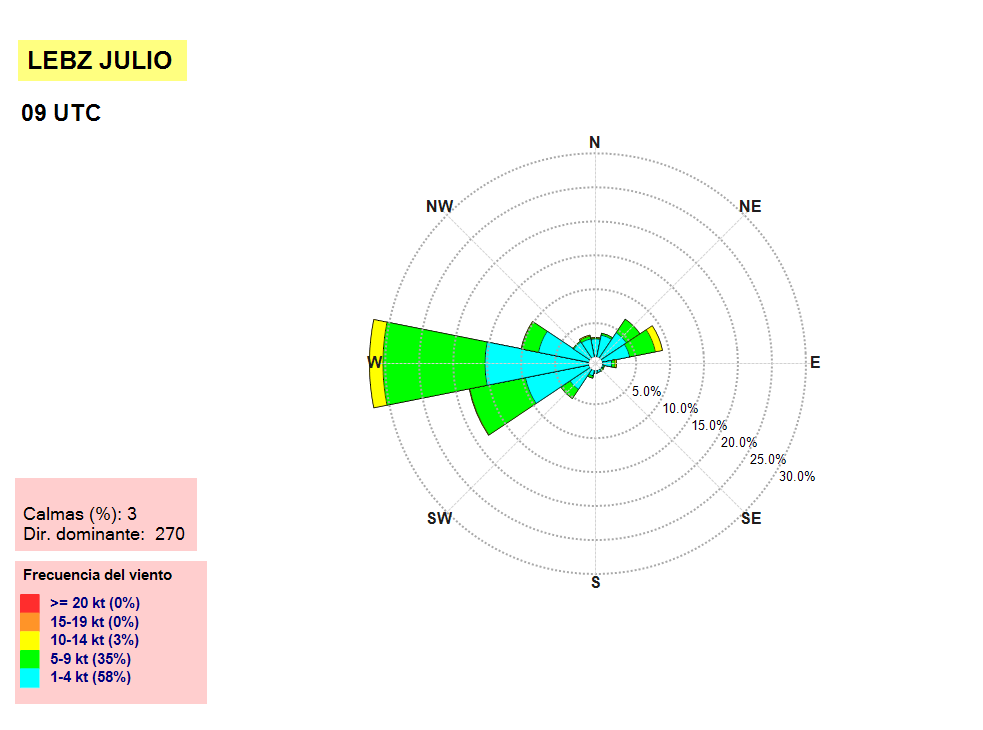 LEBZ JULIO
09 UTC
N
NW
NE
W
E
5.0%
10.0%
15.0%
20.0%
25.0%
30.0%
SW
SE
S
Calmas (%): 3
Dir. dominante: 270
Frecuencia del viento
>= 20 kt (0%)
15-19 kt (0%)
10-14 kt (3%)
5-9 kt (35%)
1-4 kt (58%)